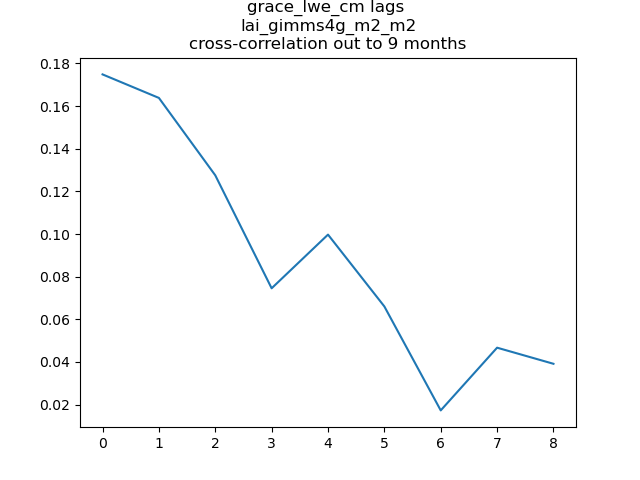 grace_lwe_cm lags
lai_gimms4g_m2_m2
cross-correlation out to 9 months
0.18
0.16
0.14
0.12
0.10
0.08
0.06
0.04
0.02
0 1 2 3 4 5 6 7 8